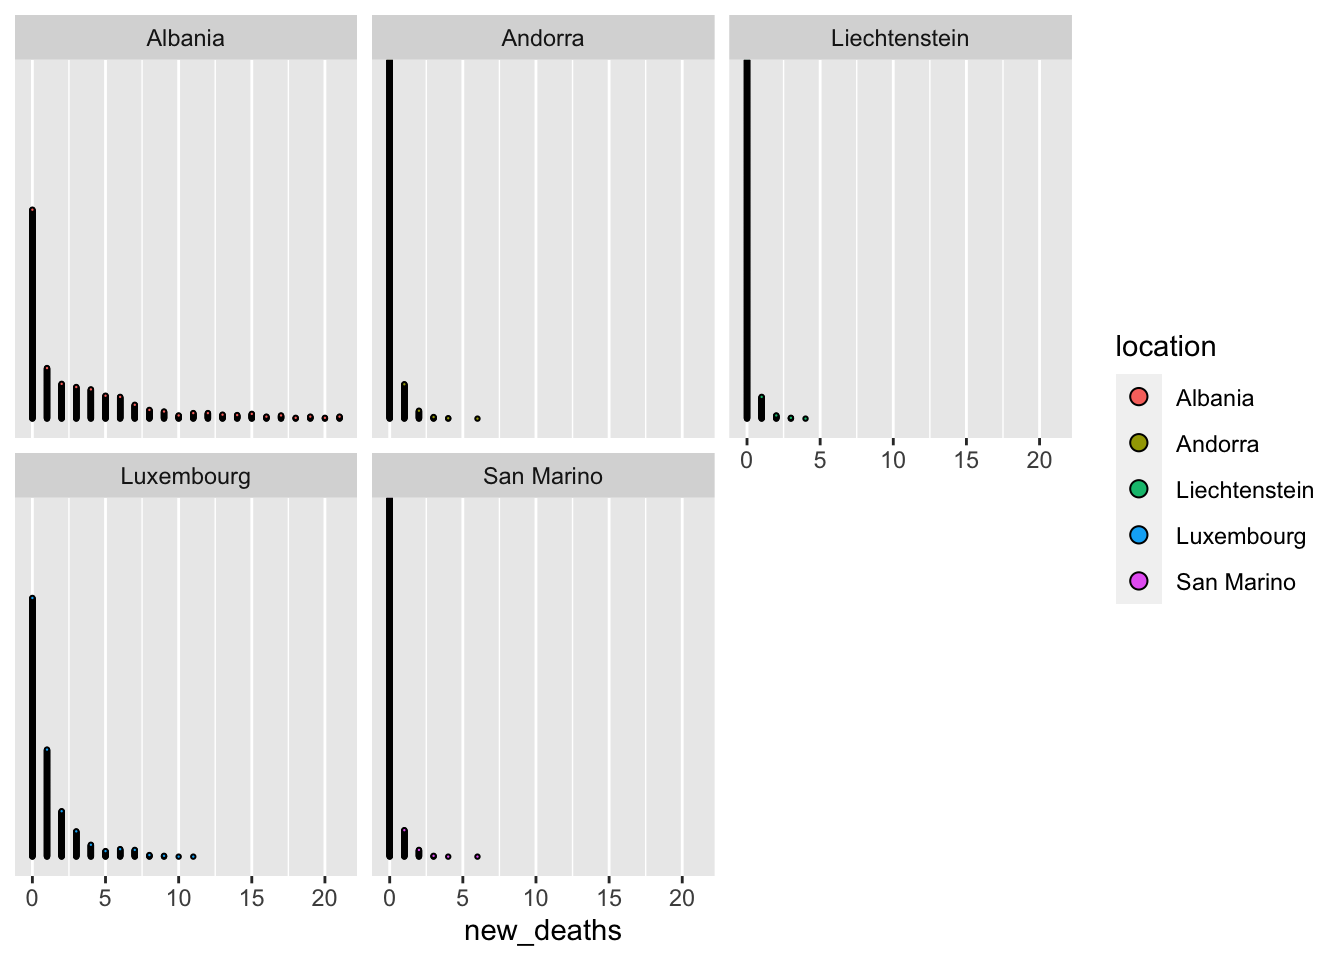 Albania
Andorra
Liechtenstein
0 5 10 15 20
Luxembourg
San Marino
0 5 10 15 20
0 5 10 15 20
new_deaths
location
Albania
Andorra
Liechtenstein
Luxembourg
San Marino